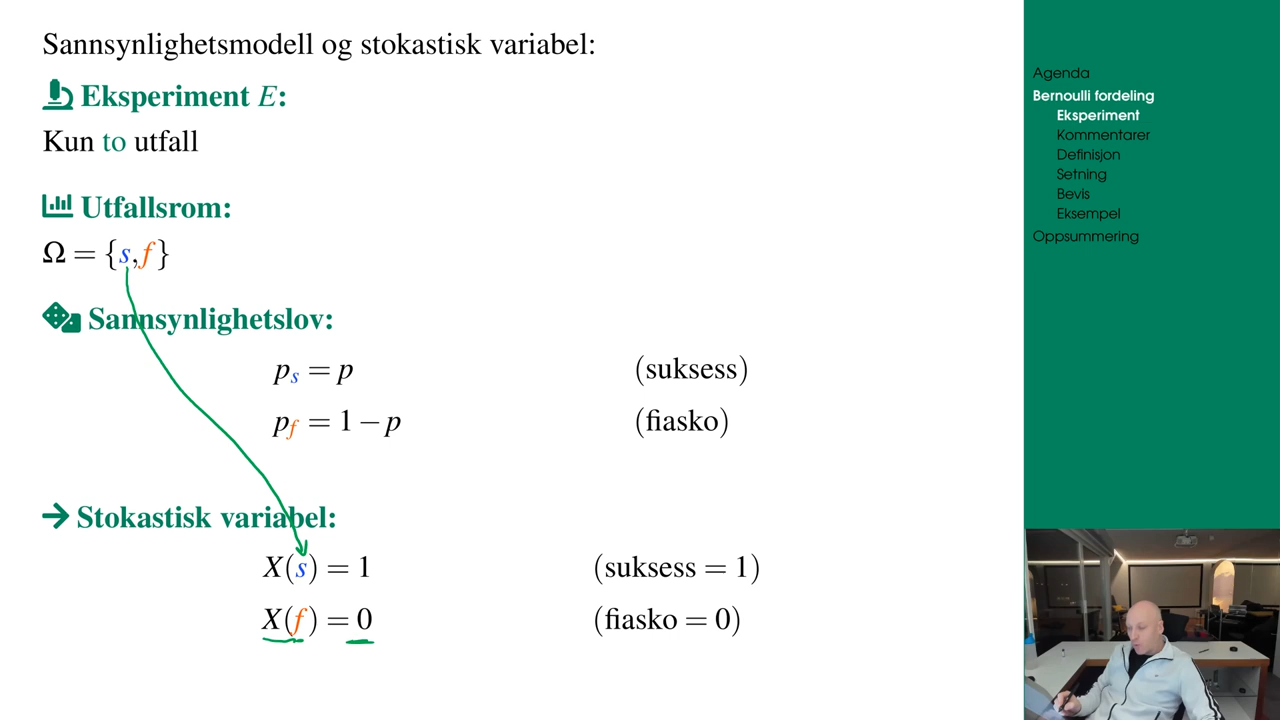 Sannsynlighetsmodell og stokastisk variabel:
Eksperiment E:
Kun to utfall
Utfallsrom:
Ω = {s,f}
Sannsynlighetslov:
pₛ = p (suksess)
p_f = 1 − p (fiasko)
Stokastisk variabel:
X(s) = 1 (suksess = 1)
X(f) = 0 (fiasko = 0)
Agenda
Bernoulli fordeling
Eksperiment
Kommentarer
Definisjon
Setning
Bevis
Eksempel
Oppsummering